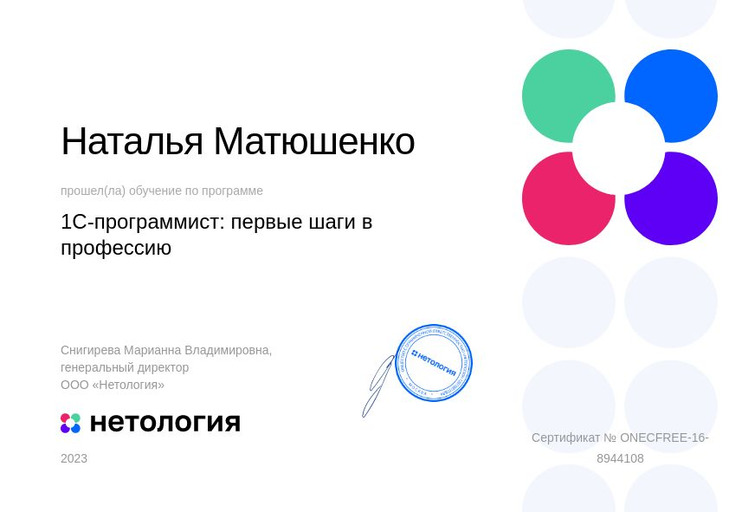 Наталья Матюшенко
прошел(ла) обучение по программе
1С-программист: первые шаги в
профессию
Снигирева Марианна Владимировна,
генеральный директор
ООО «Нетология»
нетология
2023
нетология
МОСКВА
Сертификат № ONECFREE-16-
8944108